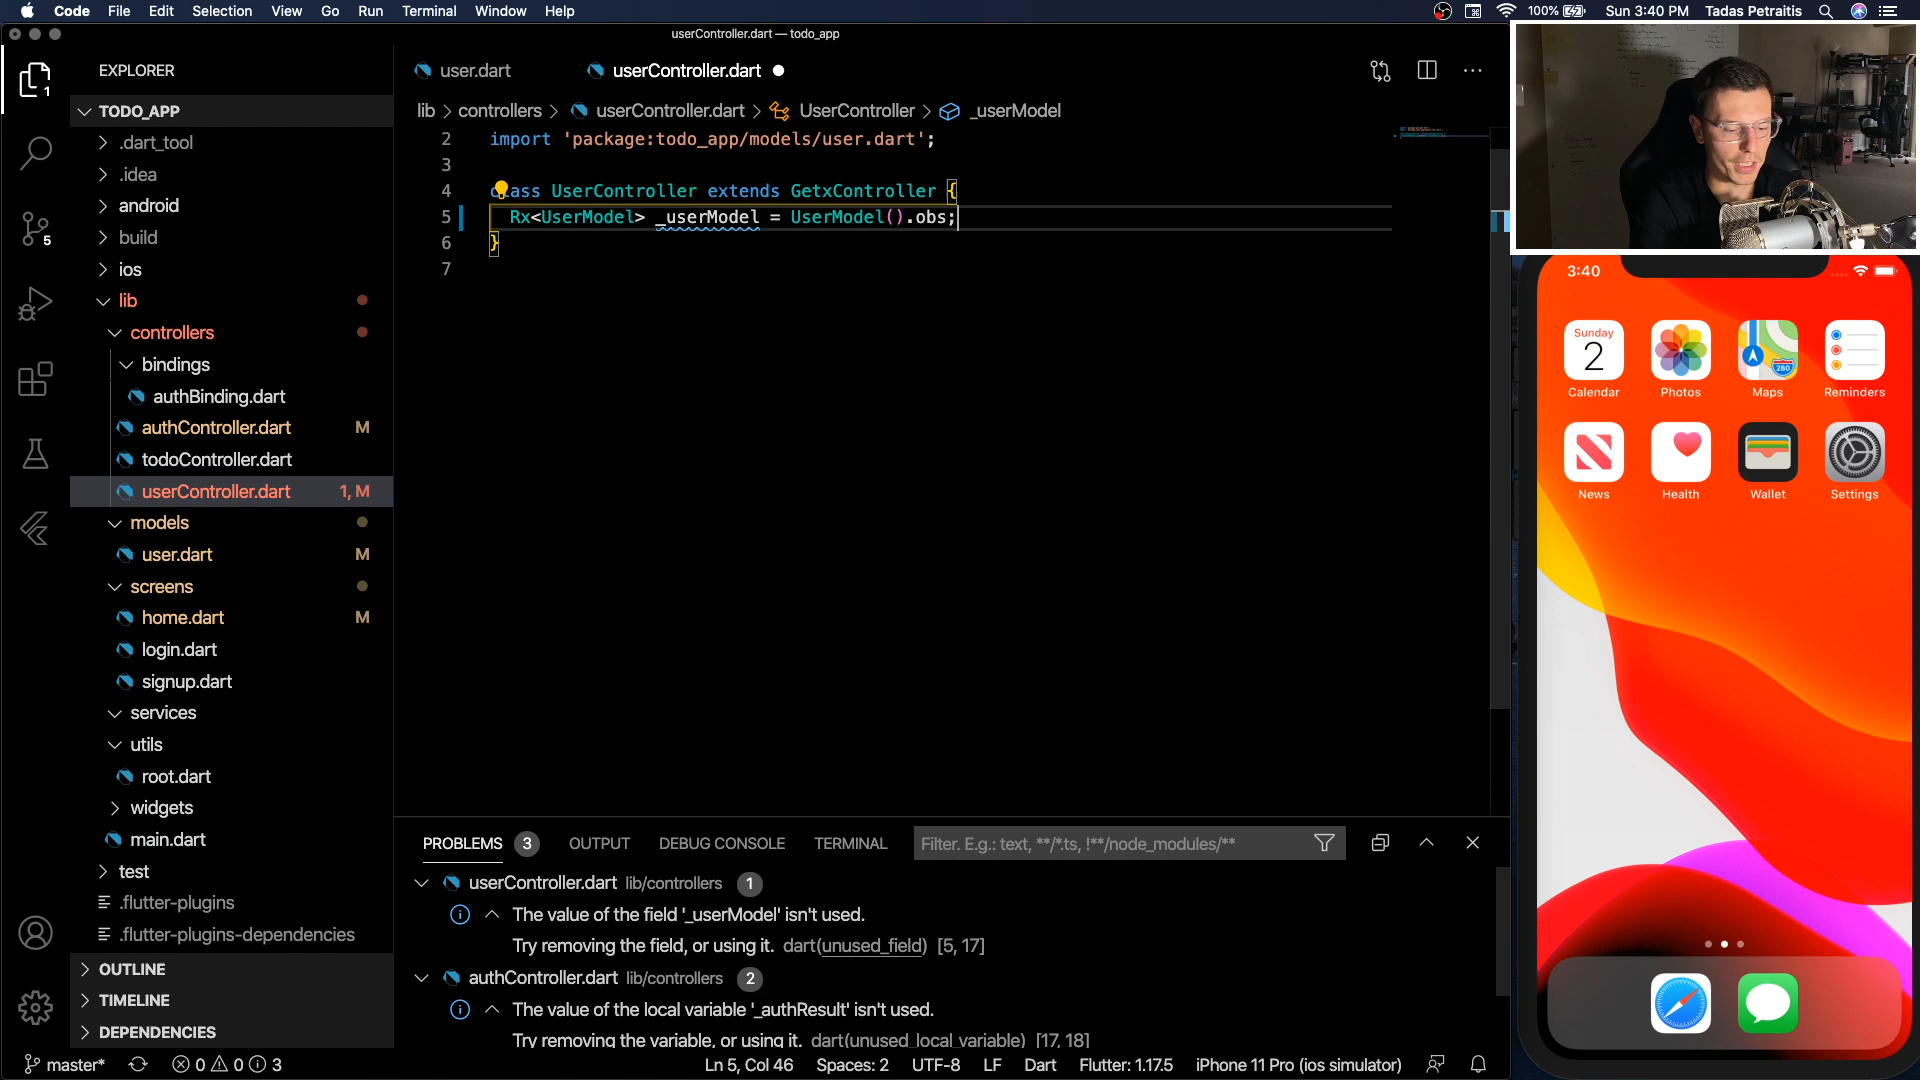 Code File Edit Selection View Go Run Terminal Window Help
100% Sun 3:40 PM Tadas Petraitis
userController.dart — todo_app
EXPLORER
TODO_APP
.dart_tool
.idea
android
build
ios
lib
controllers
bindings
authBinding.dart
authController.dart M
todoController.dart
userController.dart 1, M
models
user.dart M
screens
home.dart M
login.dart
signup.dart
services
utils
root.dart
widgets
main.dart
test
.flutter-plugins
.flutter-plugins-dependencies
OUTLINE
TIMELINE
DEPENDENCIES
1
5
user.dart userController.dart
lib > controllers > userController.dart > UserController > _userModel
2 import 'package:todo_app/models/user.dart';
3
4 class UserController extends GetxController {
5 Rx<UserModel> _userModel = UserModel().obs;
6 }
7
PROBLEMS 3 OUTPUT DEBUG CONSOLE TERMINAL Filter. E.g.: text, **/*.ts, !**/node_modules/**
userController.dart lib/controllers 1
The value of the field '_userModel' isn't used.
Try removing the field, or using it. dart(unused_field) [5, 17]
authController.dart lib/controllers 2
The value of the local variable '_authResult' isn't used.
Try removing the variable, or using it. dart(unused_local_variable) [17, 18]
master* 0 0 3 Ln 5, Col 46 Spaces: 2 UTF-8 LF Dart Flutter: 1.17.5 iPhone 11 Pro (ios simulator)
3:40
Sunday
2
280
Calendar Photos Maps Reminders
News Health Wallet Settings